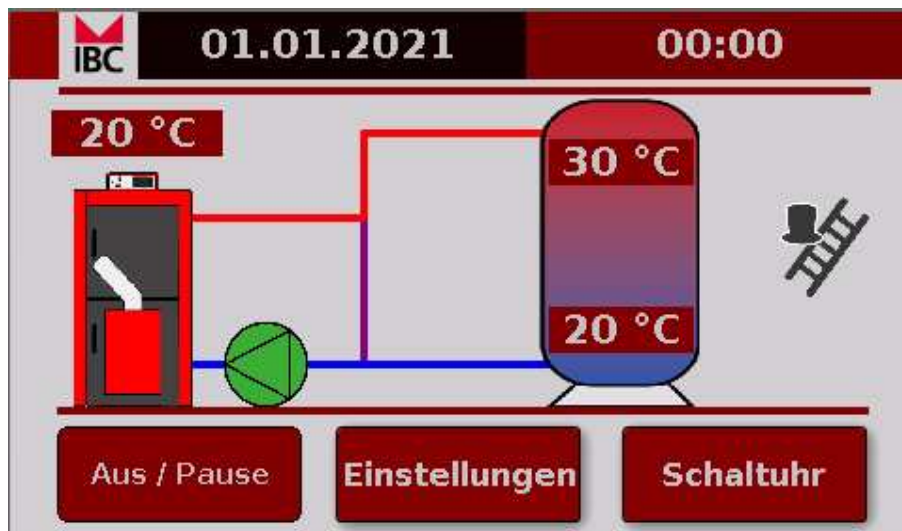 IBC
01.01.2021
00:00
20 °C
30 °C
20 °C
Aus / Pause
Einstellungen
Schaltuhr